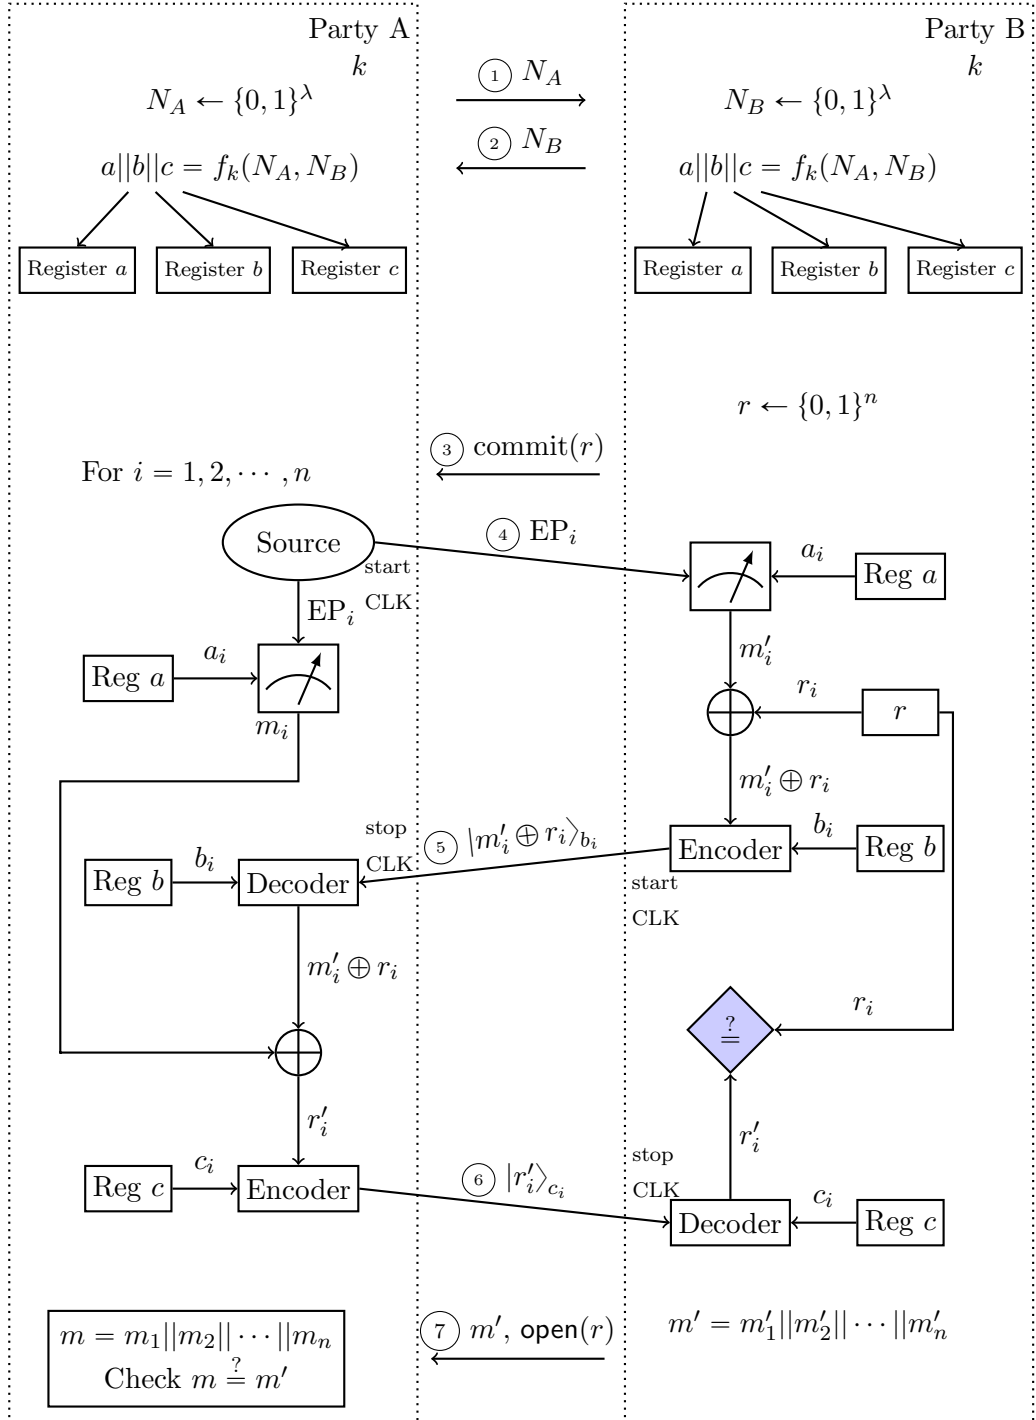 Party A
k
N_A ← {0, 1}^λ
a||b||c = f_k(N_A, N_B)
Register a
Register b
Register c
① N_A
② N_B
Party B
k
N_B ← {0, 1}^λ
a||b||c = f_k(N_A, N_B)
Register a
Register b
Register c
r ← {0, 1}^n
③ commit(r)
For i = 1, 2, ⋯ , n
Source
start
CLK
④ EP_i
EP_i
a_i
Reg a
a_i
Reg a
m_i
m′_i
r_i
r
m′_i ⊕ r_i
b_i
Encoder
Reg b
start
CLK
⑤ |m′_i ⊕ r_i⟩_{b_i}
stop
CLK
b_i
Reg b
Decoder
m′_i ⊕ r_i
r_i
≟
r′_i
r′_i
c_i
Reg c
Encoder
⑥ |r′_i⟩_{c_i}
stop
CLK
Decoder
c_i
Reg c
m = m_1||m_2|| ⋯ ||m_n
Check m ≟ m′
⑦ m′, open(r)
m′ = m′_1||m′_2|| ⋯ ||m′_n